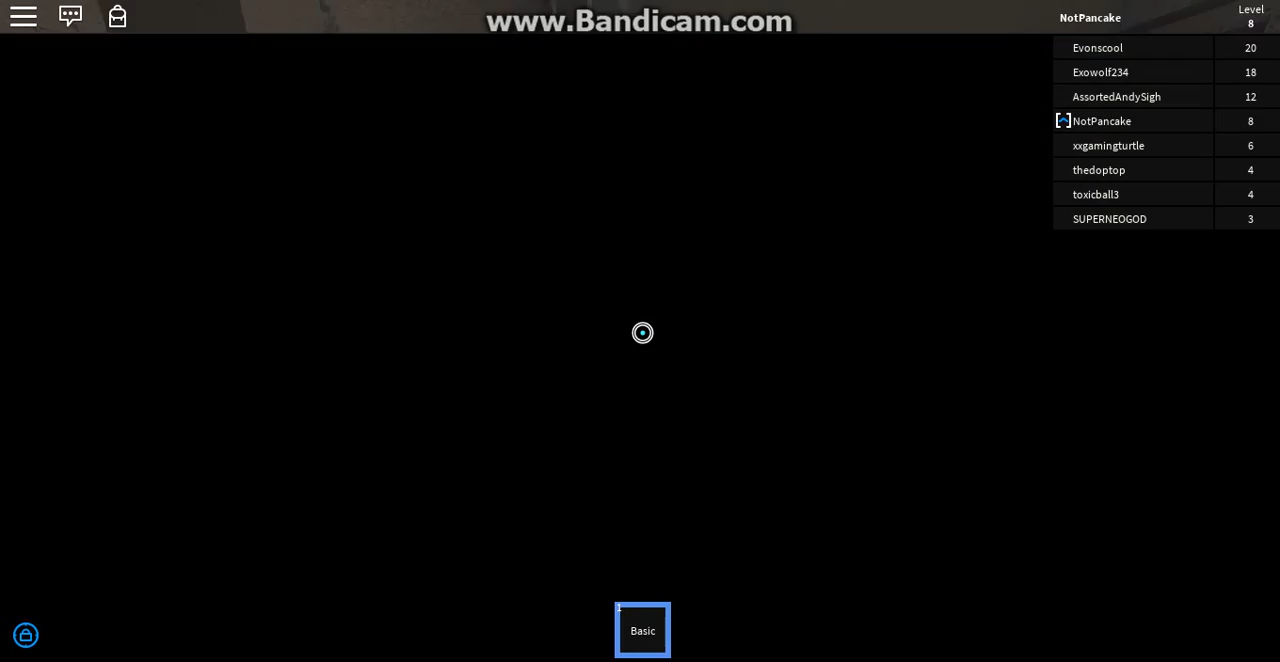 www.Bandicam.com
NotPancake Level 8
Evonscool 20
Exowolf234 18
AssortedAndySigh 12
NotPancake 8
xxgamingturtle 6
thedoptop 4
toxicball3 4
SUPERNEOGOD 3
1
Basic